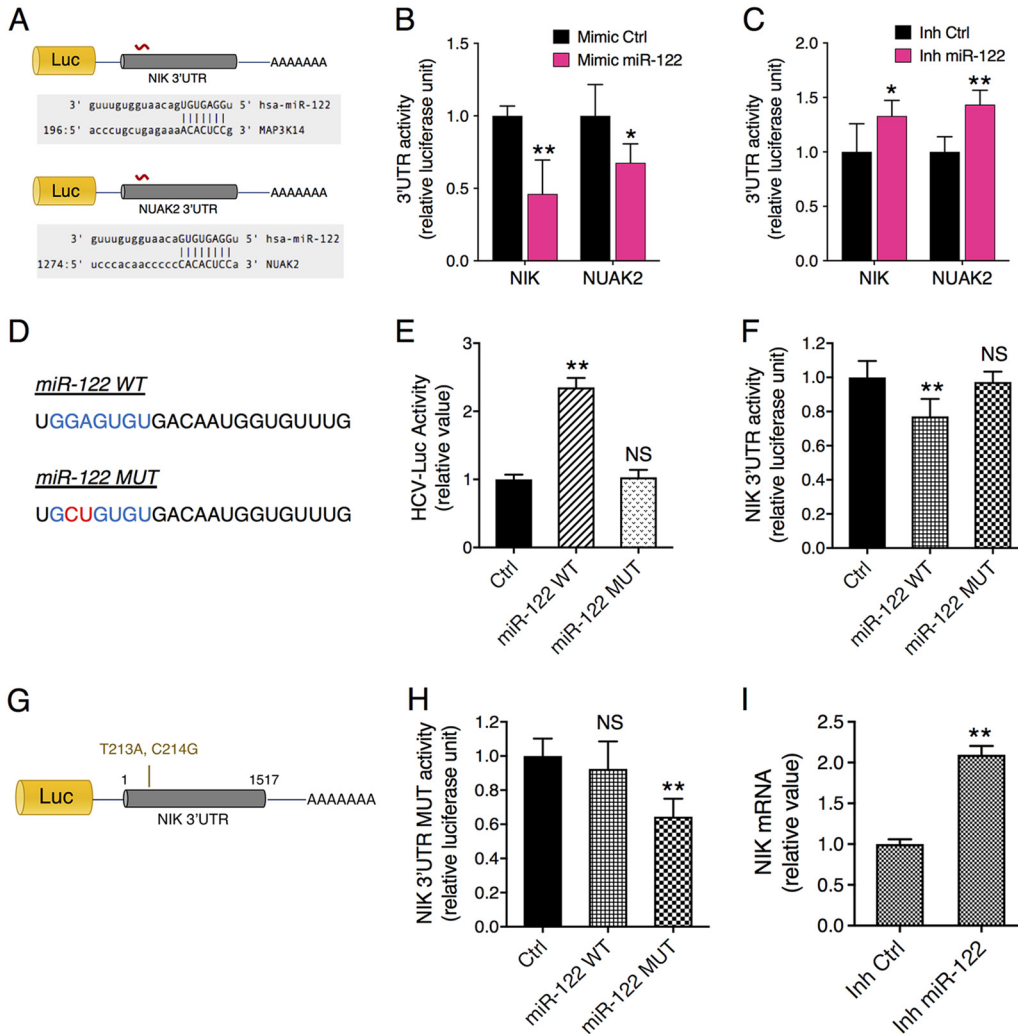 A
Luc
AAAAAAA
NIK 3'UTR
3' guuugugguaacagUGUGAGGu 5' hsa-miR-122
196:5' acccugcugagaaaACACUCCg 3' MAP3K14
Luc
AAAAAAA
NUAK2 3'UTR
3' guuugugguaacaGUGUGAGGu 5' hsa-miR-122
1274:5' ucccacaacccccCACACUCCa 3' NUAK2
B
Mimic Ctrl
Mimic miR-122
3'UTR activity
(relative luciferase unit)
1.5
1.0
0.5
0.0
**
*
NIK
NUAK2
C
Inh Ctrl
Inh miR-122
3'UTR activity
(relative luciferase unit)
2.0
1.5
1.0
0.5
0.0
*
**
NIK
NUAK2
D
miR-122 WT
UGGAGUGUGACAAUGGUGUUUG
miR-122 MUT
UGCUGUGUGACAAUGGUGUUUG
E
HCV-Luc Activity
(relative value)
3
2
1
0
**
NS
Ctrl
miR-122 WT
miR-122 MUT
F
NIK 3'UTR activity
(relative luciferase unit)
1.2
1.0
0.8
0.6
0.4
0.2
0.0
**
NS
Ctrl
miR-122 WT
miR-122 MUT
G
T213A, C214G
1
1517
Luc
AAAAAAA
NIK 3'UTR
H
NIK 3'UTR MUT activity
(relative luciferase unit)
1.2
1.0
0.8
0.6
0.4
0.2
0.0
NS
**
Ctrl
miR-122 WT
miR-122 MUT
I
NIK mRNA
(relative value)
2.5
2.0
1.5
1.0
0.5
0.0
**
Inh Ctrl
Inh miR-122